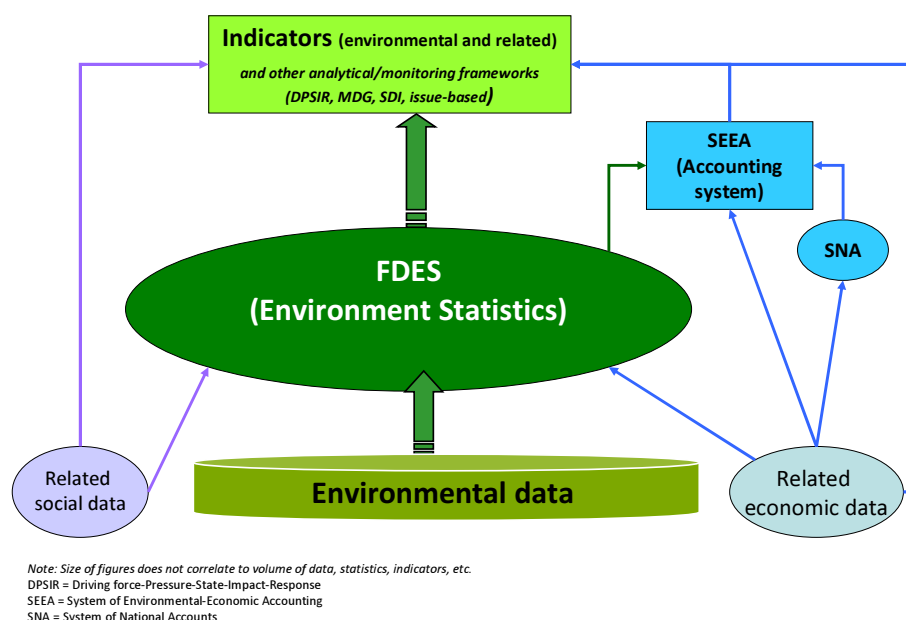 Indicators (environmental and related)
and other analytical/monitoring frameworks
(DPSIR, MDG, SDI, issue-based)
SEEA
(Accounting
system)
SNA
FDES
(Environment Statistics)
Related
social data
Environmental data
Related
economic data
Note: Size of figures does not correlate to volume of data, statistics, indicators, etc.
DPSIR = Driving force-Pressure-State-Impact-Response
SEEA = System of Environmental-Economic Accounting
SNA = System of National Accounts